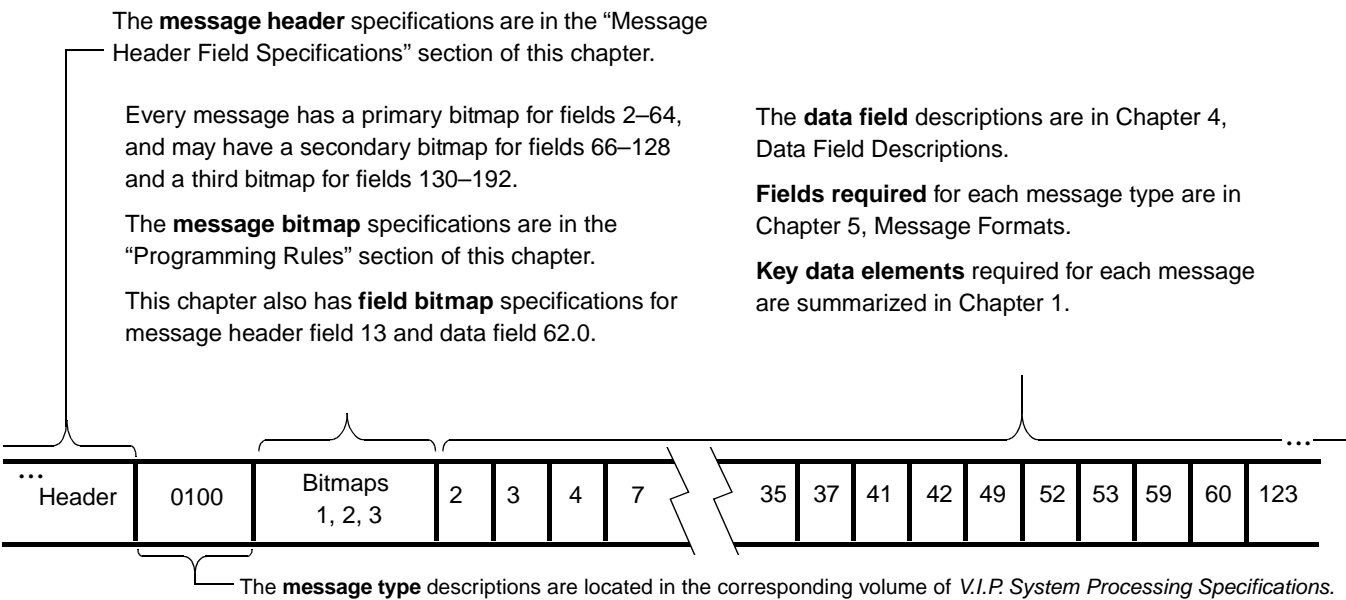 The message header specifications are in the “Message
Header Field Specifications” section of this chapter.
Every message has a primary bitmap for fields 2–64,
and may have a secondary bitmap for fields 66–128
and a third bitmap for fields 130–192.
The message bitmap specifications are in the
“Programming Rules” section of this chapter.
This chapter also has field bitmap specifications for
message header field 13 and data field 62.0.
The data field descriptions are in Chapter 4,
Data Field Descriptions.
Fields required for each message type are in
Chapter 5, Message Formats.
Key data elements required for each message
are summarized in Chapter 1.
...
... Header 0100 Bitmaps 1, 2, 3 2 3 4 7 35 37 41 42 49 52 53 59 60 123
The message type descriptions are located in the corresponding volume of V.I.P. System Processing Specifications.